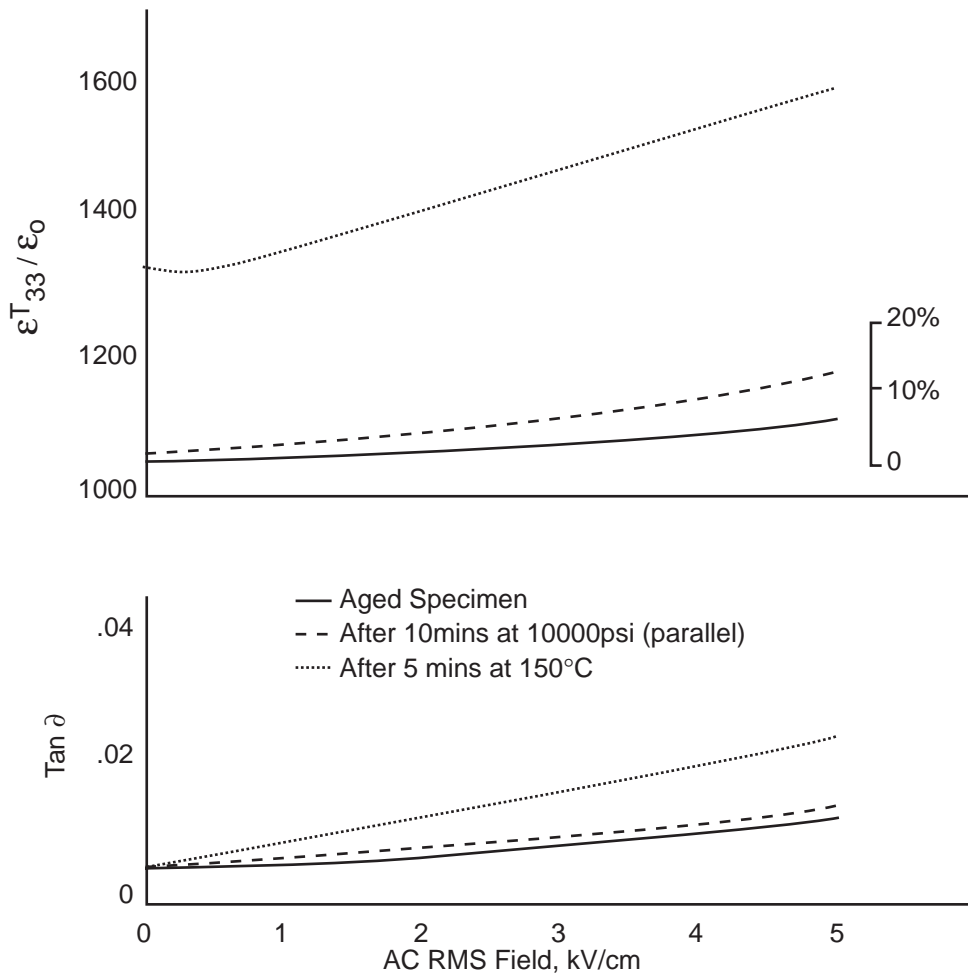 1600
1400
1200
1000
εT33 / εo
20%
10%
0
Aged Specimen
After 10mins at 10000psi (parallel)
After 5 mins at 150°C
.04
.02
0
Tan ∂
0 1 2 3 4 5
AC RMS Field, kV/cm